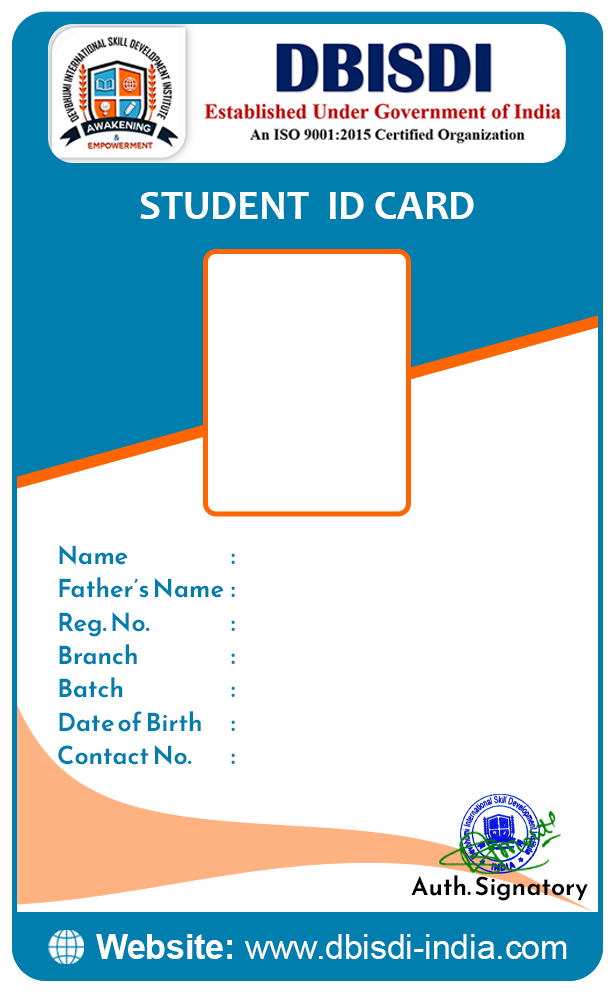 DEVBHUMI INTERNATIONAL SKILL DEVELOPMENT INSTITUTE
AWAKENING
&
EMPOWERMENT
DBISDI
Established Under Government of India
An ISO 9001:2015 Certified Organization
STUDENT ID CARD
Name :
Father's Name :
Reg. No. :
Branch :
Batch :
Date of Birth :
Contact No. :
International Skill Development
INDIA
Auth. Signatory
Website: www.dbisdi-india.com